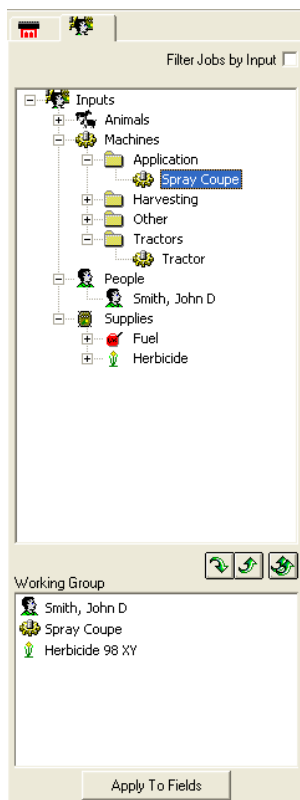 Filter Jobs by Input
Inputs
Animals
Machines
Application
Spray Coupe
Harvesting
Other
Tractors
Tractor
People
Smith, John D
Supplies
Fuel
Herbicide
Working Group
Smith, John D
Spray Coupe
Herbicide 98 XY
Apply To Fields